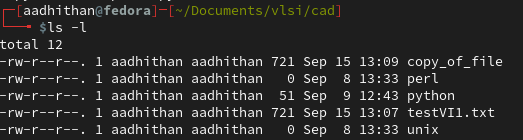 ┌─[aadhithan@fedora]─[~/Documents/vlsi/cad]
└──╼ $ls -l
total 12
-rw-r--r--. 1 aadhithan aadhithan 721 Sep 15 13:09 copy_of_file
-rw-r--r--. 1 aadhithan aadhithan   0 Sep  8 13:33 perl
-rw-r--r--. 1 aadhithan aadhithan  51 Sep  9 12:43 python
-rw-r--r--. 1 aadhithan aadhithan 721 Sep 15 13:07 testVI1.txt
-rw-r--r--. 1 aadhithan aadhithan   0 Sep  8 13:33 unix